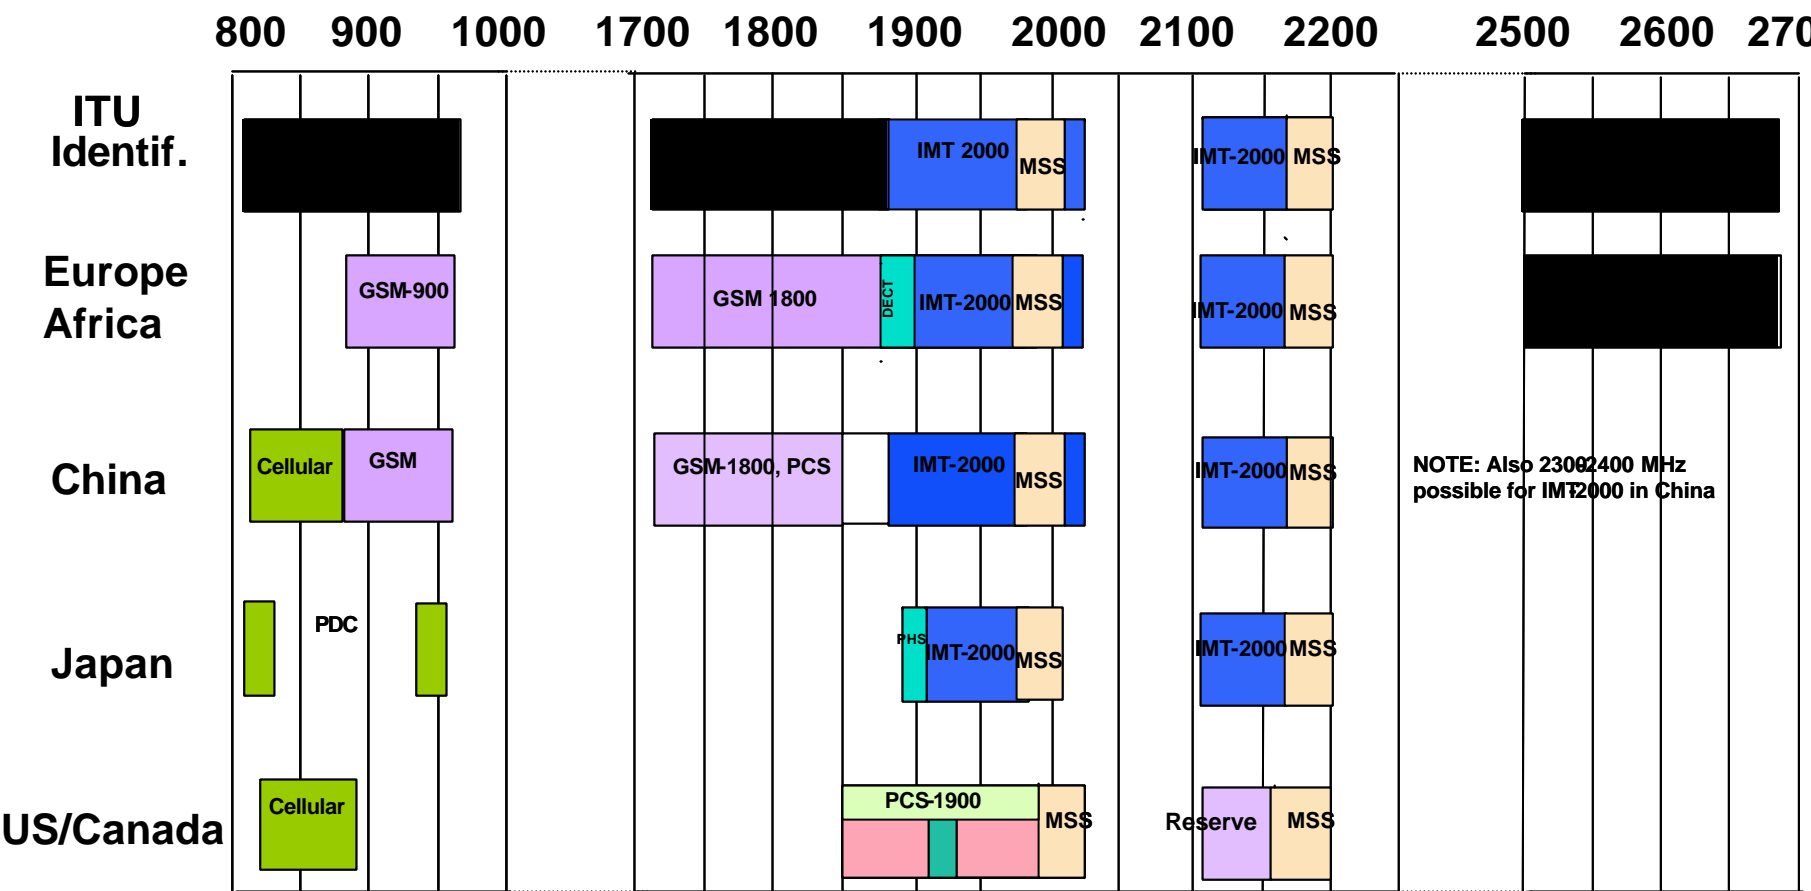 800 900 1000 1700 1800 1900 2000 2100 2200 2500 2600 270
ITU
Identif.
IMT 2000
MSS
IMT-2000 MSS
Europe
Africa
GSM-900
GSM 1800
DECT
IMT-2000 MSS
IMT-2000 MSS
China
Cellular
GSM
GSM-1800, PCS
IMT-2000
MSS
IMT-2000 MSS
NOTE: Also 2300-2400 MHz
possible for IMT-2000 in China
Japan
PDC
PHS
IMT-2000
MSS
IMT-2000 MSS
US/Canada
Cellular
PCS-1900
MSS
Reserve
MSS